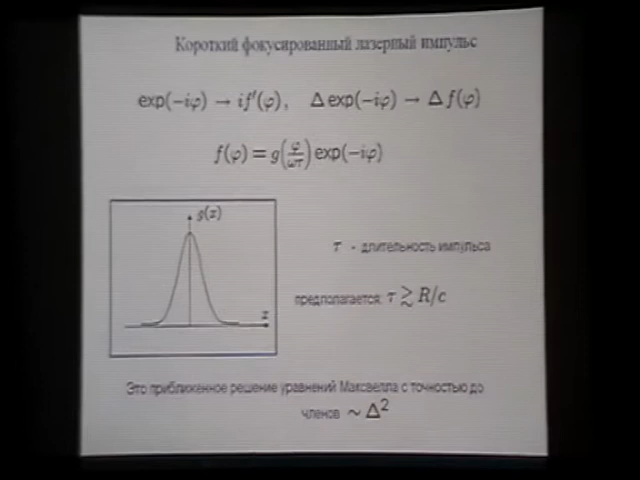 Короткий фокусированный лазерный импульс
exp(−iφ) → if′(φ), Δ exp(−iφ) → Δ f(φ)
f(φ) = g(φ/ωτ) exp(−iφ)
g(z)
z
τ - длительность импульса
предполагается: τ ≳ R/c
Это приближенное решение уравнений Максвелла с точностью до
членов ~ Δ²